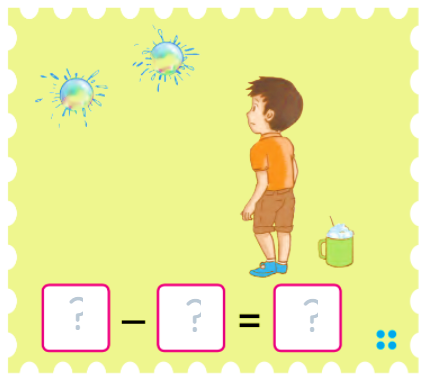 ? – ? = ?